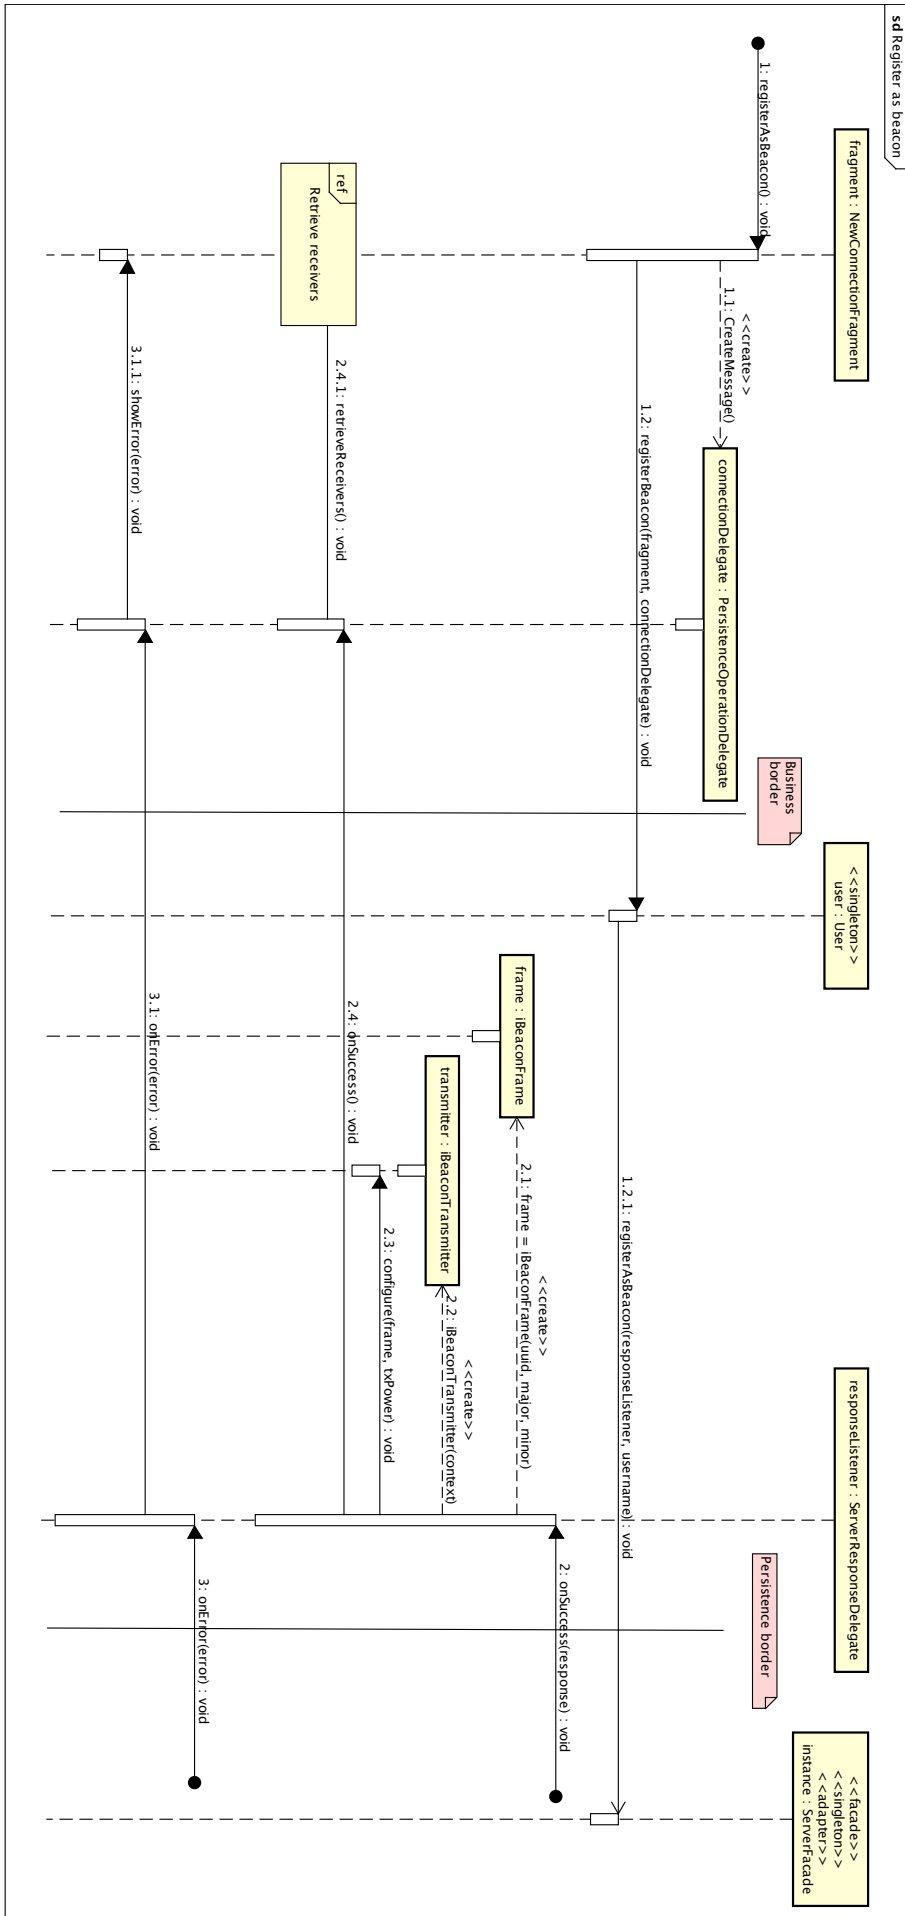 sd Register as beacon
fragment : NewConnectionFragment
<<singleton>>
user : User
responseListener : ServerResponseDelegate
<<facade>>
<<singleton>>
<<adapter>>
instance : ServerFacade
Business
border
Persistence border
1: registerAsBeacon() : void
<<create>>
1.1: CreateMessage()
connectionDelegate : PersistenceOperationDelegate
1.2: registerBeacon(fragment, connectionDelegate) : void
1.2.1: registerAsBeacon(responseListener, username) : void
2: onSuccess(response) : void
<<create>>
2.1: frame = iBeaconFrame(uuid, major, minor)
frame : iBeaconFrame
<<create>>
2.2: iBeaconTransmitter(context)
transmitter : iBeaconTransmitter
2.3: configure(frame, txPower) : void
2.4: onSuccess() : void
2.4.1: retrieveReceivers() : void
ref
Retrieve receivers
3: onError(error) : void
3.1: onError(error) : void
3.1.1: showError(error) : void